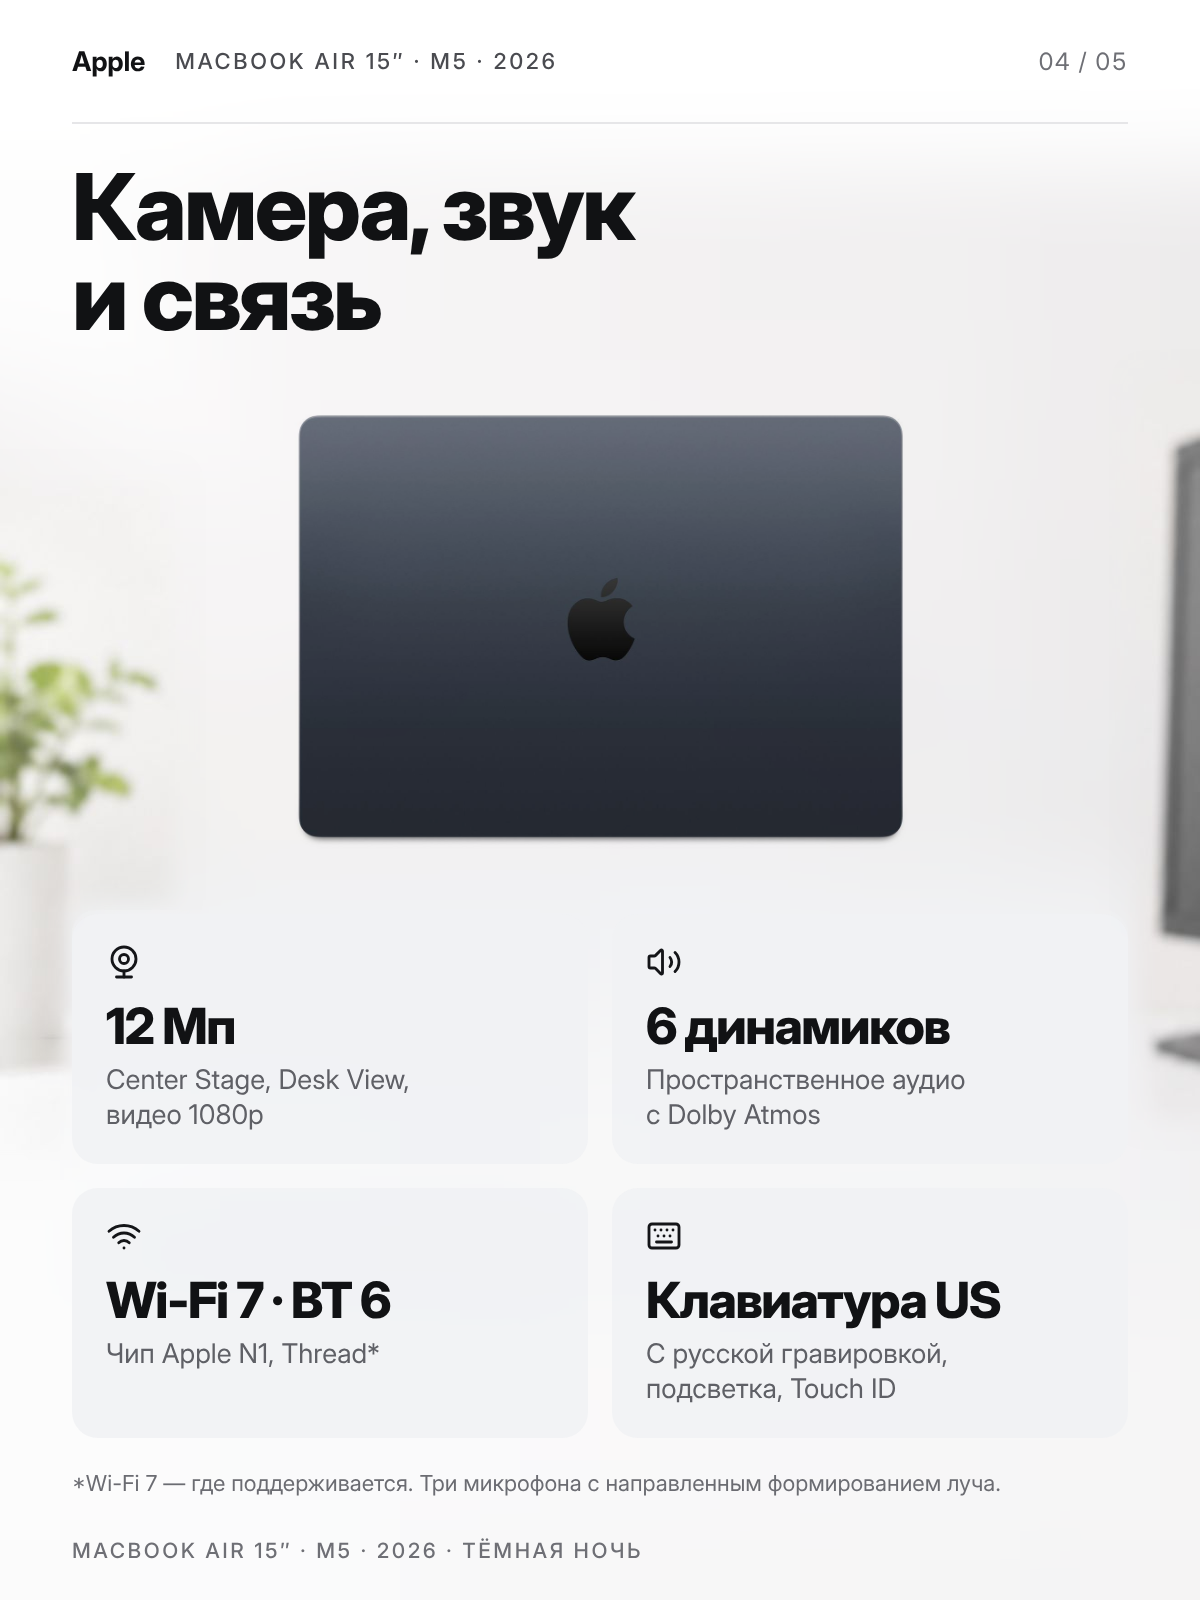 Apple MACBOOK AIR 15″ · M5 · 2026 04 / 05
Камера, звук
и связь
12 Мп
Center Stage, Desk View,
видео 1080p
6 динамиков
Пространственное аудио
с Dolby Atmos
Wi-Fi 7 · BT 6
Чип Apple N1, Thread*
Клавиатура US
С русской гравировкой,
подсветка, Touch ID
*Wi-Fi 7 — где поддерживается. Три микрофона с направленным формированием луча.
MACBOOK AIR 15″ · M5 · 2026 · ТЁМНАЯ НОЧЬ